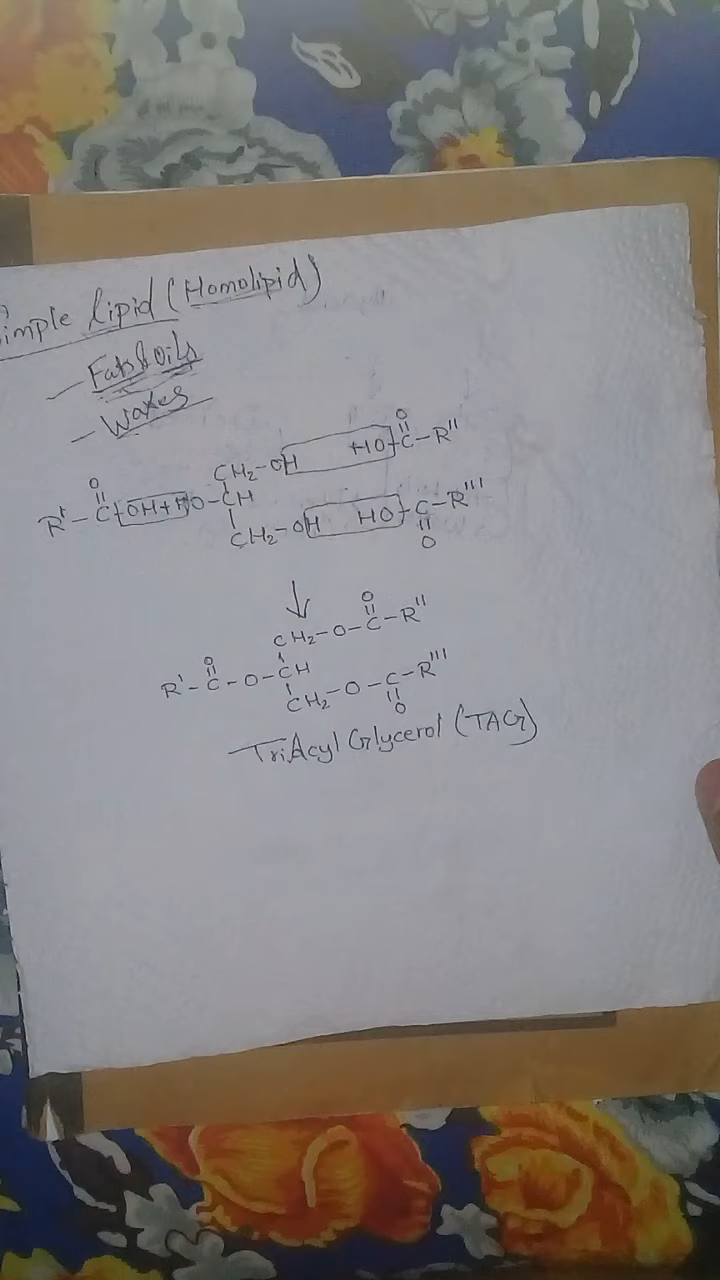 Simple Lipid (Homolipid)
- Fats & Oils
- Waxes
O
||
CH2-OH HO-C-R''
O
||
R'-C-OH+HO-CH
CH2-OH HO-C-R'''
||
O
↓
O
||
CH2-O-C-R''
O
||
R'-C-O-CH
CH2-O-C-R'''
||
O
TriAcyl Glycerol (TAG)